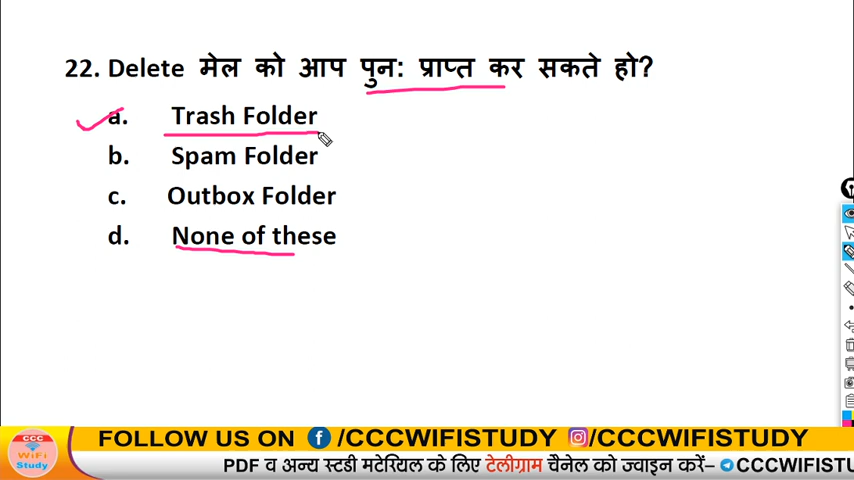 22. Delete मेल को आप पुन: प्राप्त कर सकते हो?
a. Trash Folder
b. Spam Folder
c. Outbox Folder
d. None of these
FOLLOW US ON f /CCCWIFISTUDY /CCCWIFISTUDY
CCC
WiFi
Study
PDF व अन्य स्टडी मटेरियल के लिए टेलीग्राम चैनेल को ज्वाइन करें– CCCWIFISTU